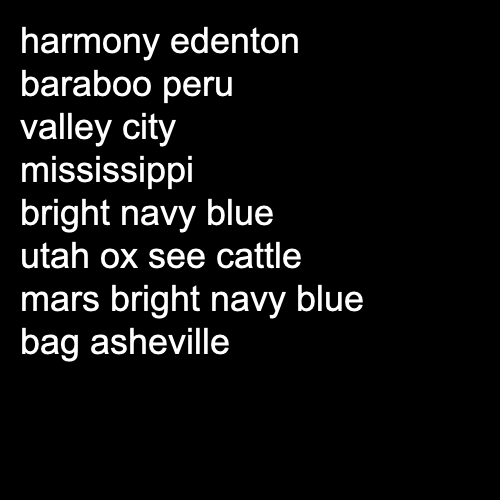 harmony edenton
baraboo peru
valley city
mississippi
bright navy blue
utah ox see cattle
mars bright navy blue
bag asheville